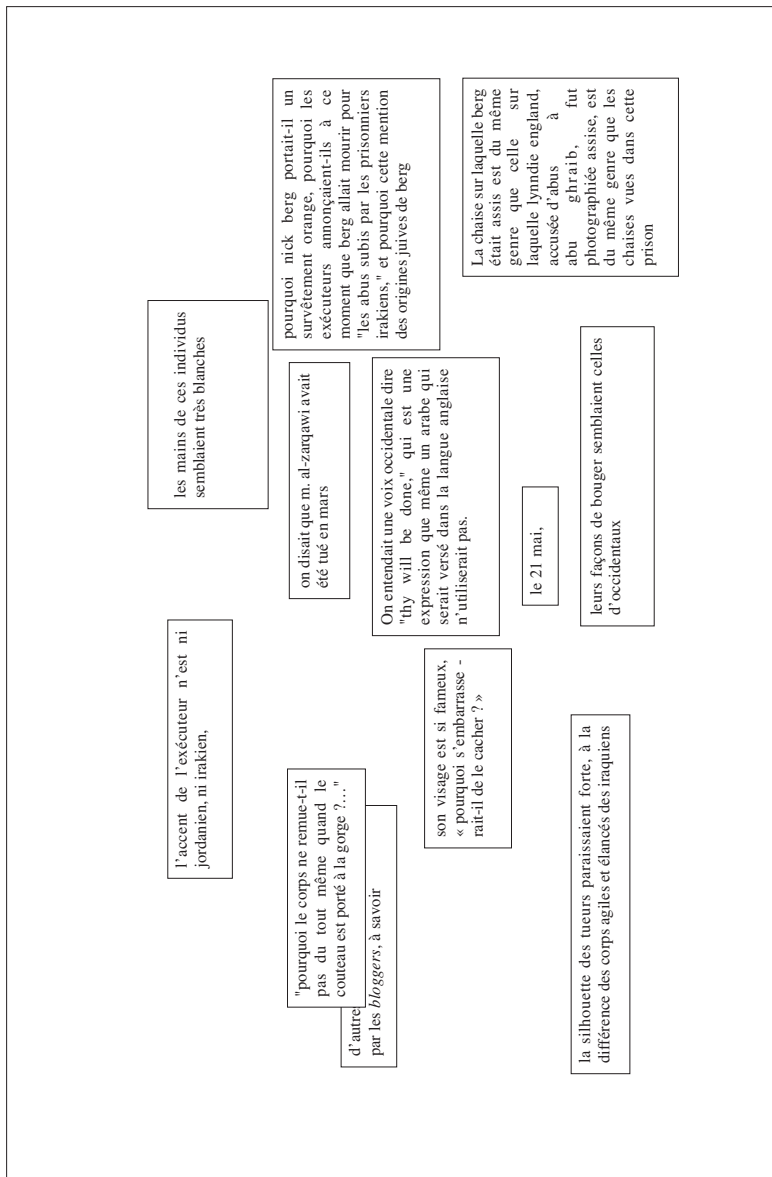 l’accent de l’exécuteur n’est ni
jordanien, ni irakien,
les mains de ces individus
semblaient très blanches
"pourquoi le corps ne remue-t-il
pas du tout même quand le
couteau est porté à la gorge ?…"
d’autres
par les bloggers, à savoir
on disait que m. al-zarqawi avait
été tué en mars
pourquoi nick berg portait-il un
survêtement orange, pourquoi les
exécuteurs annonçaient-ils à ce
moment que berg allait mourir pour
"les abus subis par les prisonniers
irakiens," et pourquoi cette mention
des origines juives de berg
On entendait une voix occidentale dire
"thy will be done," qui est une
expression que même un arabe qui
serait versé dans la langue anglaise
n’utiliserait pas.
son visage est si fameux,
« pourquoi s’embarrasse -
rait-il de le cacher ? »
La chaise sur laquelle berg
était assis est du même
genre que celle sur
laquelle lynndie england,
accusée d’abus à
abu ghraib, fut
photographiée assise, est
du même genre que les
chaises vues dans cette
prison
le 21 mai,
la silhouette des tueurs paraissaient forte, à la
différence des corps agiles et élancés des iraquiens
leurs façons de bouger semblaient celles
d’occidentaux